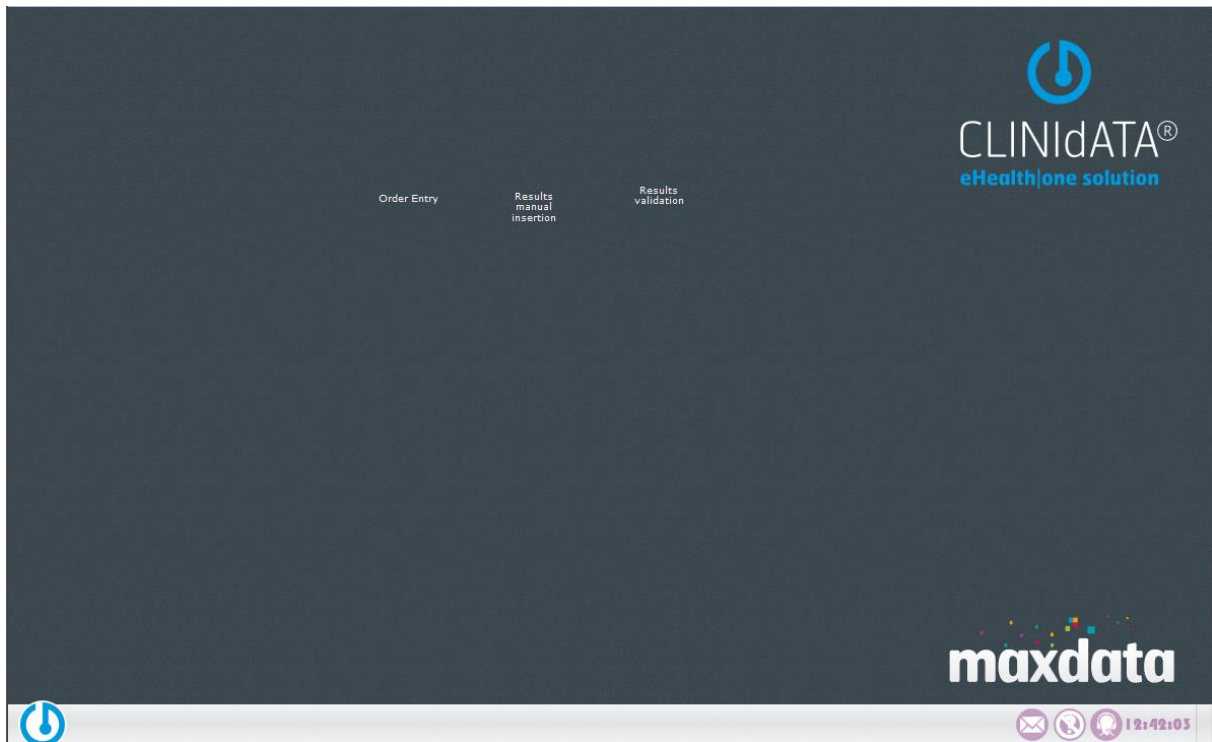 CLINIdATA®
eHealth|one solution
Order Entry
Results
manual
insertion
Results
validation
maxdata
12:42:03